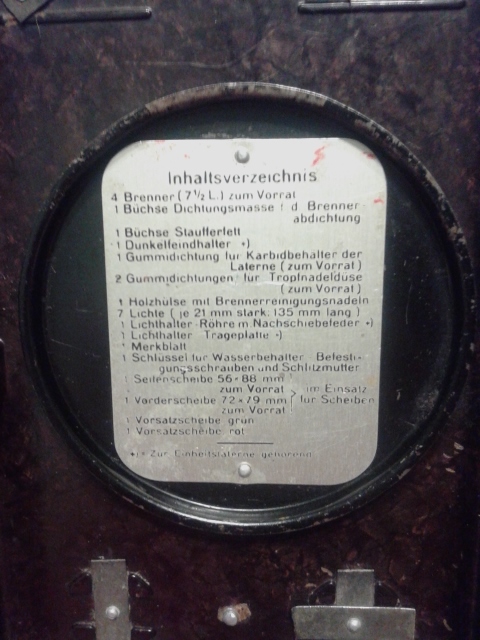 Inhaltsverzeichnis
4 Brenner ( 7½ L.) zum Vorrat
1 Büchse Dichtungsmasse f d Brenner-
abdichtung
1 Büchse Staufferfett
1 Dunkelfeindhalter +)
1 Gummidichtung für Karbidbehälter der
Laterne (zum Vorrat)
2 Gummidichtungen für Tropfnadelduse
(zum Vorrat)
1 Holzhülse mit Brennerreinigungsnadeln
7 Lichte ( je 21 mm stark, 135 mm lang )
1 Lichthalter Röhre m. Nachschiebefeder +)
1 Lichthalter Trageplatte +)
1 Merkblatt
1 Schlüssel für Wasserbehälter Befesti-
gungsschrauben und Schlitzmutter
1 Seitenscheibe 56×88 mm
zum Vorrat im Einsatz
1 Vorderscheibe 72×79 mm für Scheiben
zum Vorrat
1 Vorsatzscheibe, grün
1 Vorsatzscheibe, rot
+) = Zur Einheitslaterne gehörend